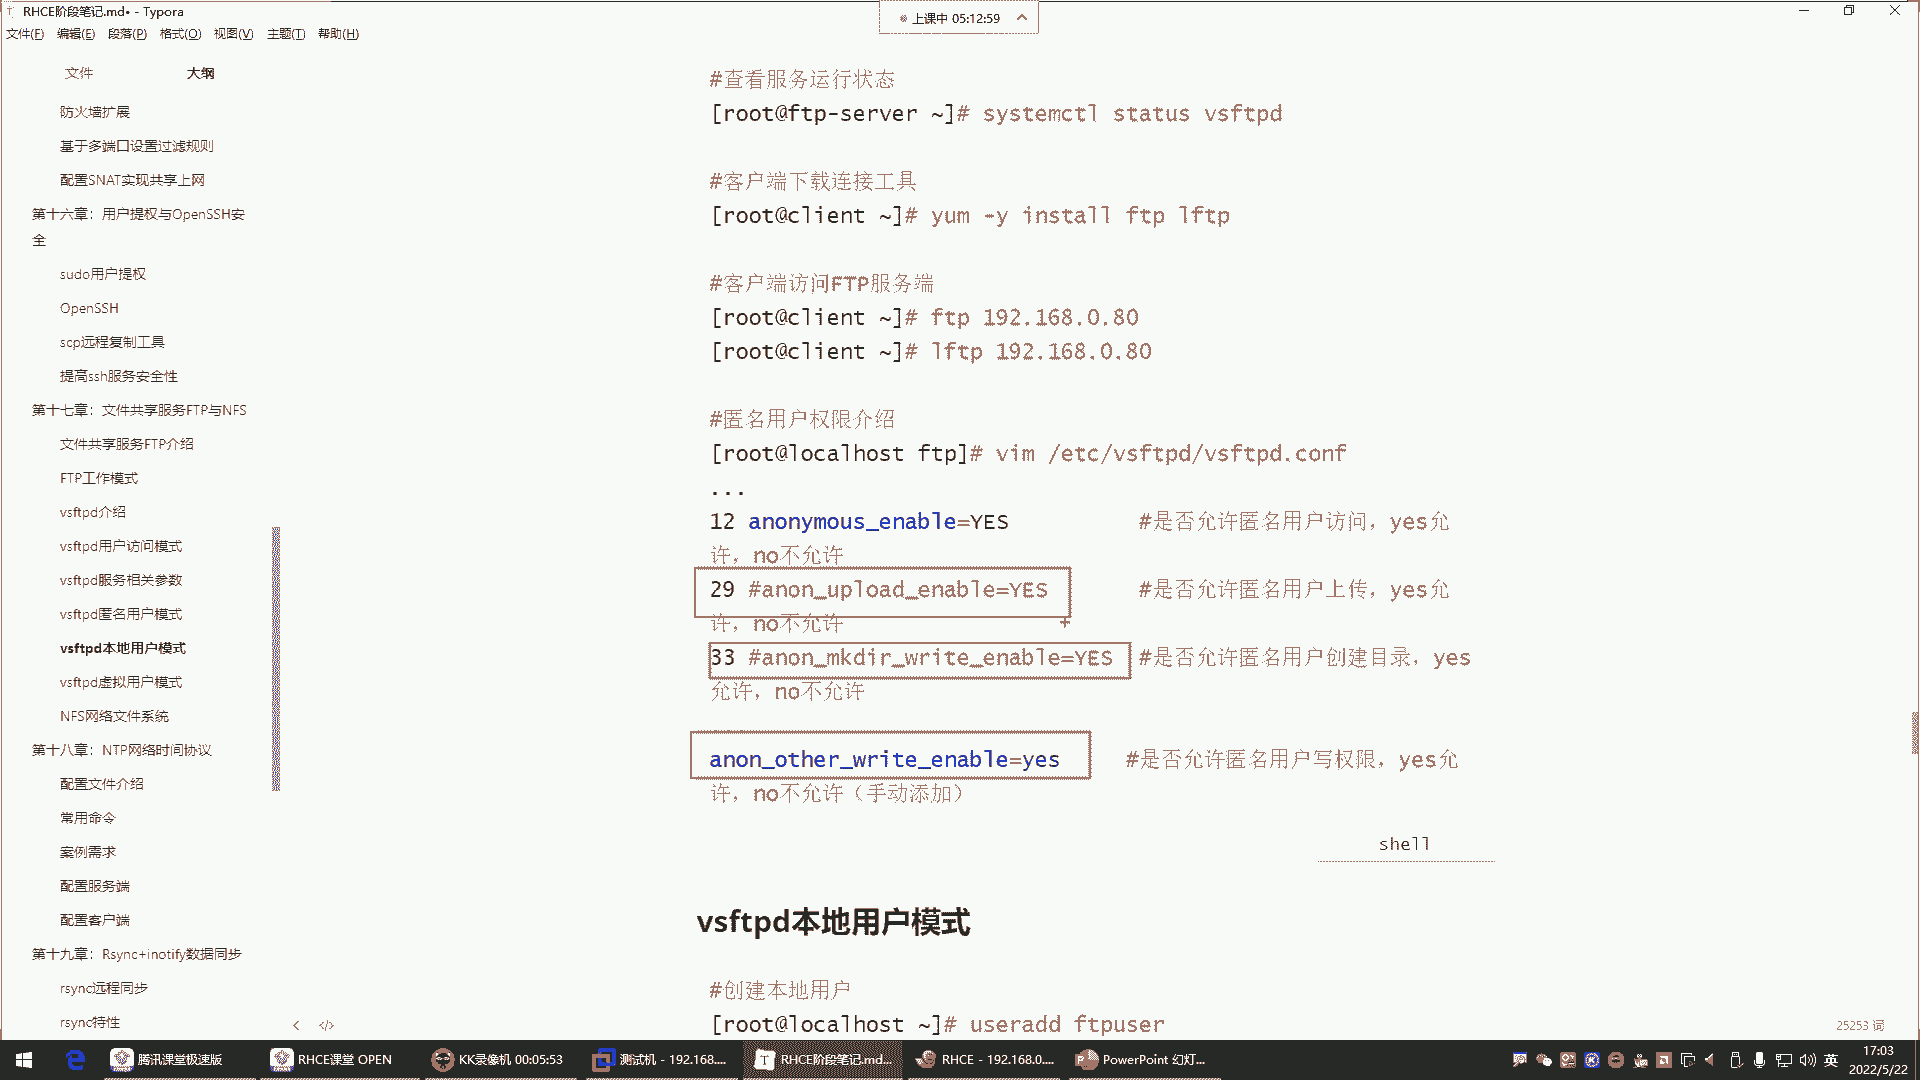 RHCE阶段笔记.md• - Typora
上课中 05:12:59
文件(F) 编辑(E) 段落(P) 格式(O) 视图(V) 主题(T) 帮助(H)
文件 大纲
防火墙扩展
基于多端口设置过滤规则
配置SNAT实现共享上网
第十六章：用户提权与OpenSSH安
全
sudo用户提权
OpenSSH
scp远程复制工具
提高ssh服务安全性
第十七章：文件共享服务FTP与NFS
文件共享服务FTP介绍
FTP工作模式
vsftpd介绍
vsftpd用户访问模式
vsftpd服务相关参数
vsftpd匿名用户模式
vsftpd本地用户模式
vsftpd虚拟用户模式
NFS网络文件系统
第十八章：NTP网络时间协议
配置文件介绍
常用命令
案例需求
配置服务端
配置客户端
第十九章：Rsync+inotify数据同步
rsync远程同步
rsync特性
#查看服务运行状态
[root@ftp-server ~]# systemctl status vsftpd
#客户端下载连接工具
[root@client ~]# yum -y install ftp lftp
#客户端访问FTP服务端
[root@client ~]# ftp 192.168.0.80
[root@client ~]# lftp 192.168.0.80
#匿名用户权限介绍
[root@localhost ftp]# vim /etc/vsftpd/vsftpd.conf
...
12 anonymous_enable=YES #是否允许匿名用户访问，yes允
许，no不允许
29 #anon_upload_enable=YES #是否允许匿名用户上传，yes允
许，no不允许
33 #anon_mkdir_write_enable=YES #是否允许匿名用户创建目录，yes
允许，no不允许
anon_other_write_enable=yes #是否允许匿名用户写权限，yes允
许，no不允许（手动添加）
shell
vsftpd本地用户模式
#创建本地用户
[root@localhost ~]# useradd ftpuser
25253 词
腾讯课堂极速版
RHCE课堂 OPEN
KK录像机 00:05:53
测试机 - 192.168....
RHCE阶段笔记.md...
RHCE - 192.168.0....
PowerPoint 幻灯...
英
17:03
2022/5/22